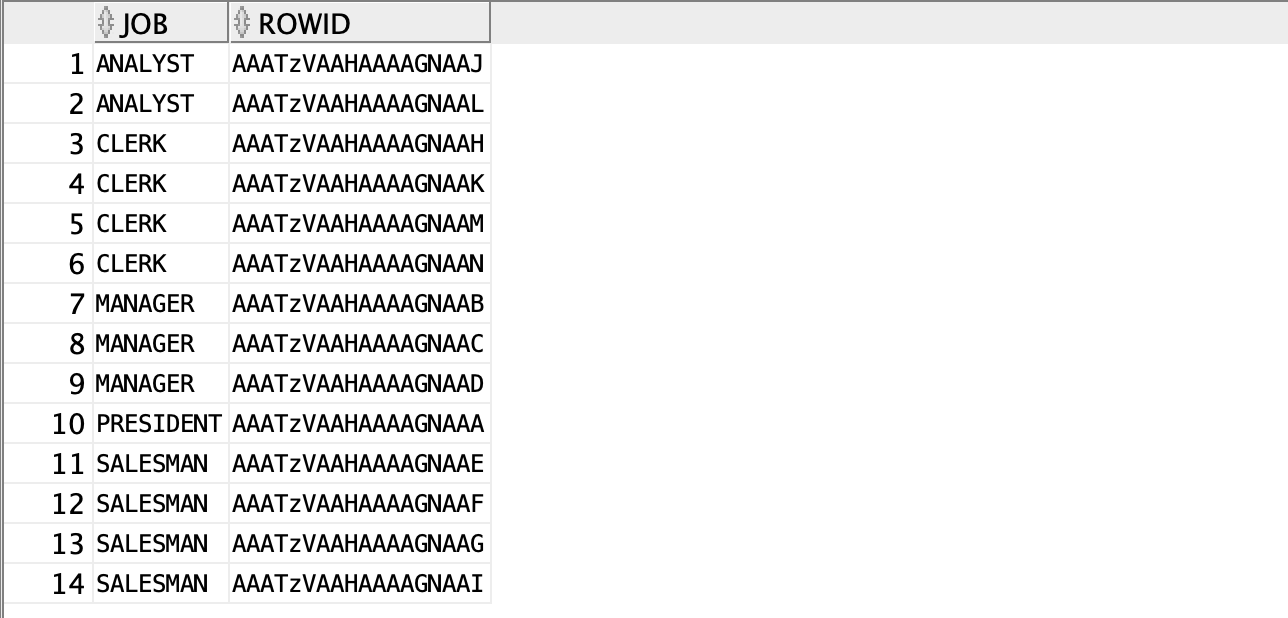 JOB ROWID
1 ANALYST AAATzVAAHAAAAGNAAJ
2 ANALYST AAATzVAAHAAAAGNAAL
3 CLERK AAATzVAAHAAAAGNAAH
4 CLERK AAATzVAAHAAAAGNAAK
5 CLERK AAATzVAAHAAAAGNAAM
6 CLERK AAATzVAAHAAAAGNAAN
7 MANAGER AAATzVAAHAAAAGNAAB
8 MANAGER AAATzVAAHAAAAGNAAC
9 MANAGER AAATzVAAHAAAAGNAAD
10 PRESIDENT AAATzVAAHAAAAGNAAA
11 SALESMAN AAATzVAAHAAAAGNAAE
12 SALESMAN AAATzVAAHAAAAGNAAF
13 SALESMAN AAATzVAAHAAAAGNAAG
14 SALESMAN AAATzVAAHAAAAGNAAI